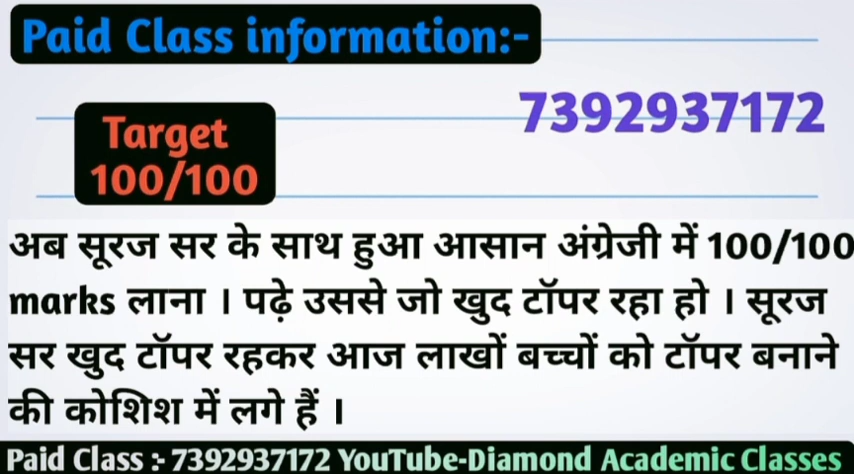 Paid Class information:-
7392937172
Target
100/100
अब सूरज सर के साथ हुआ आसान अंग्रेजी में 100/100
marks लाना । पढ़े उससे जो खुद टॉपर रहा हो । सूरज
सर खुद टॉपर रहकर आज लाखों बच्चों को टॉपर बनाने
की कोशिश में लगे हैं ।
Paid Class :- 7392937172 YouTube-Diamond Academic Classes